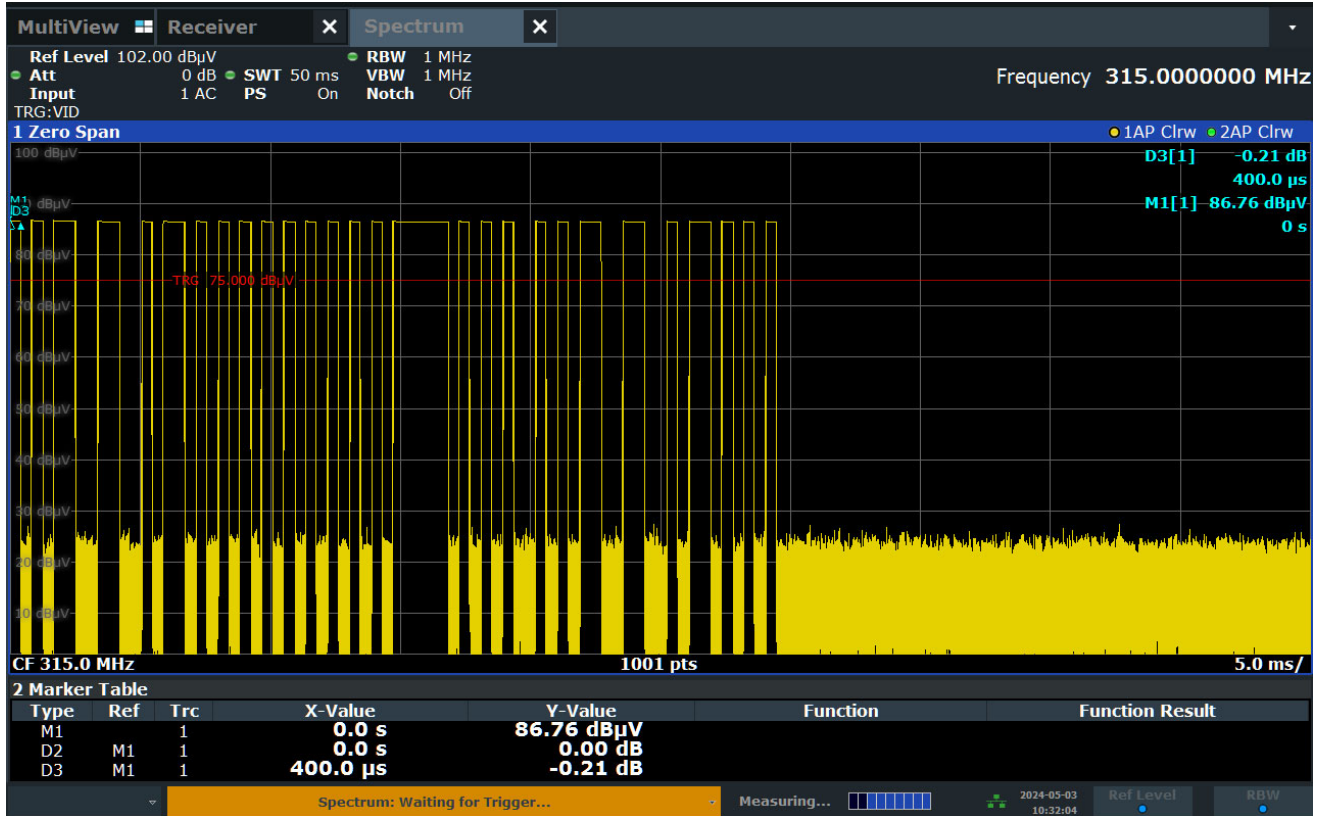 MultiView Receiver X Spectrum X
Ref Level 102.00 dBµV RBW 1 MHz
Att 0 dB SWT 50 ms VBW 1 MHz Frequency 315.0000000 MHz
Input 1 AC PS On Notch Off
TRG:VID
1 Zero Span 1AP Clrw 2AP Clrw
100 dBµV D3[1] -0.21 dB
400.0 µs
M1 dBµV M1[1] 86.76 dBµV
D3
0 s
80 dBµV
TRG 75.000 dBµV
70 dBµV
60 dBµV
50 dBµV
40 dBµV
30 dBµV
20 dBµV
10 dBµV
CF 315.0 MHz 1001 pts 5.0 ms/
2 Marker Table
Type Ref Trc X-Value Y-Value Function Function Result
M1 1 0.0 s 86.76 dBµV
D2 M1 1 0.0 s 0.00 dB
D3 M1 1 400.0 µs -0.21 dB
Spectrum: Waiting for Trigger... Measuring... 2024-05-03 Ref Level RBW
10:32:04